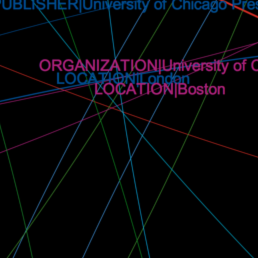 PUBLISHER|University of Chicago Pres
ORGANIZATION|University of C
LOCATION|London
LOCATION|Boston